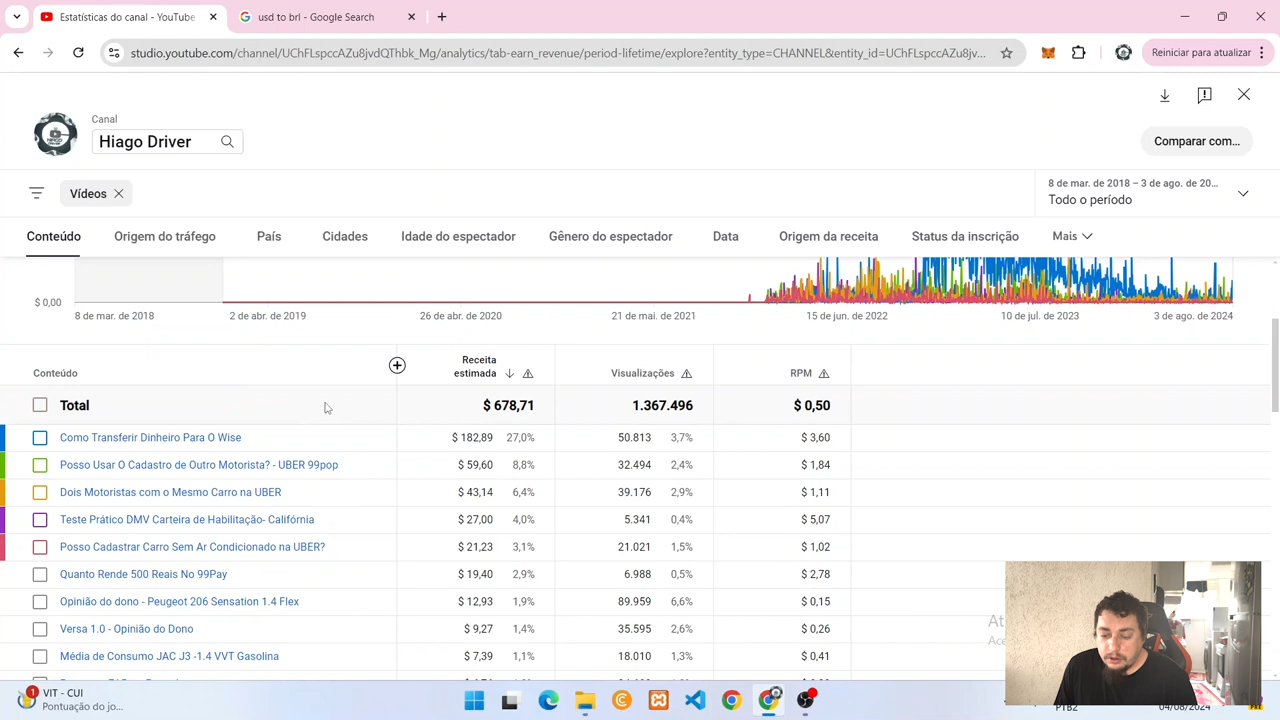 Estatísticas do canal - YouTube
usd to brl - Google Search
studio.youtube.com/channel/UChFLspccAZu8jvdQThbk_Mg/analytics/tab-earn_revenue/period-lifetime/explore?entity_type=CHANNEL&entity_id=UChFLspccAZu8jv...
Reiniciar para atualizar
Canal
Hiago Driver
Comparar com...
Vídeos
8 de mar. de 2018 – 3 de ago. de 20...
Todo o período
Conteúdo Origem do tráfego País Cidades Idade do espectador Gênero do espectador Data Origem da receita Status da inscrição Mais
$ 0,00
8 de mar. de 2018 2 de abr. de 2019 26 de abr. de 2020 21 de mai. de 2021 15 de jun. de 2022 10 de jul. de 2023 3 de ago. de 2024
Conteúdo Receita estimada Visualizações RPM
Total $ 678,71 1.367.496 $ 0,50
Como Transferir Dinheiro Para O Wise $ 182,89 27,0% 50.813 3,7% $ 3,60
Posso Usar O Cadastro de Outro Motorista? - UBER 99pop $ 59,60 8,8% 32.494 2,4% $ 1,84
Dois Motoristas com o Mesmo Carro na UBER $ 43,14 6,4% 39.176 2,9% $ 1,11
Teste Prático DMV Carteira de Habilitação- Califórnia $ 27,00 4,0% 5.341 0,4% $ 5,07
Posso Cadastrar Carro Sem Ar Condicionado na UBER? $ 21,23 3,1% 21.021 1,5% $ 1,02
Quanto Rende 500 Reais No 99Pay $ 19,40 2,9% 6.988 0,5% $ 2,78
Opinião do dono - Peugeot 206 Sensation 1.4 Flex $ 12,93 1,9% 89.959 6,6% $ 0,15
Versa 1.0 - Opinião do Dono $ 9,27 1,4% 35.595 2,6% $ 0,26
Média de Consumo JAC J3 -1.4 VVT Gasolina $ 7,39 1,1% 18.010 1,3% $ 0,41
1
VIT - CUI
Pontuação do jo...
PTB2
04/08/2024